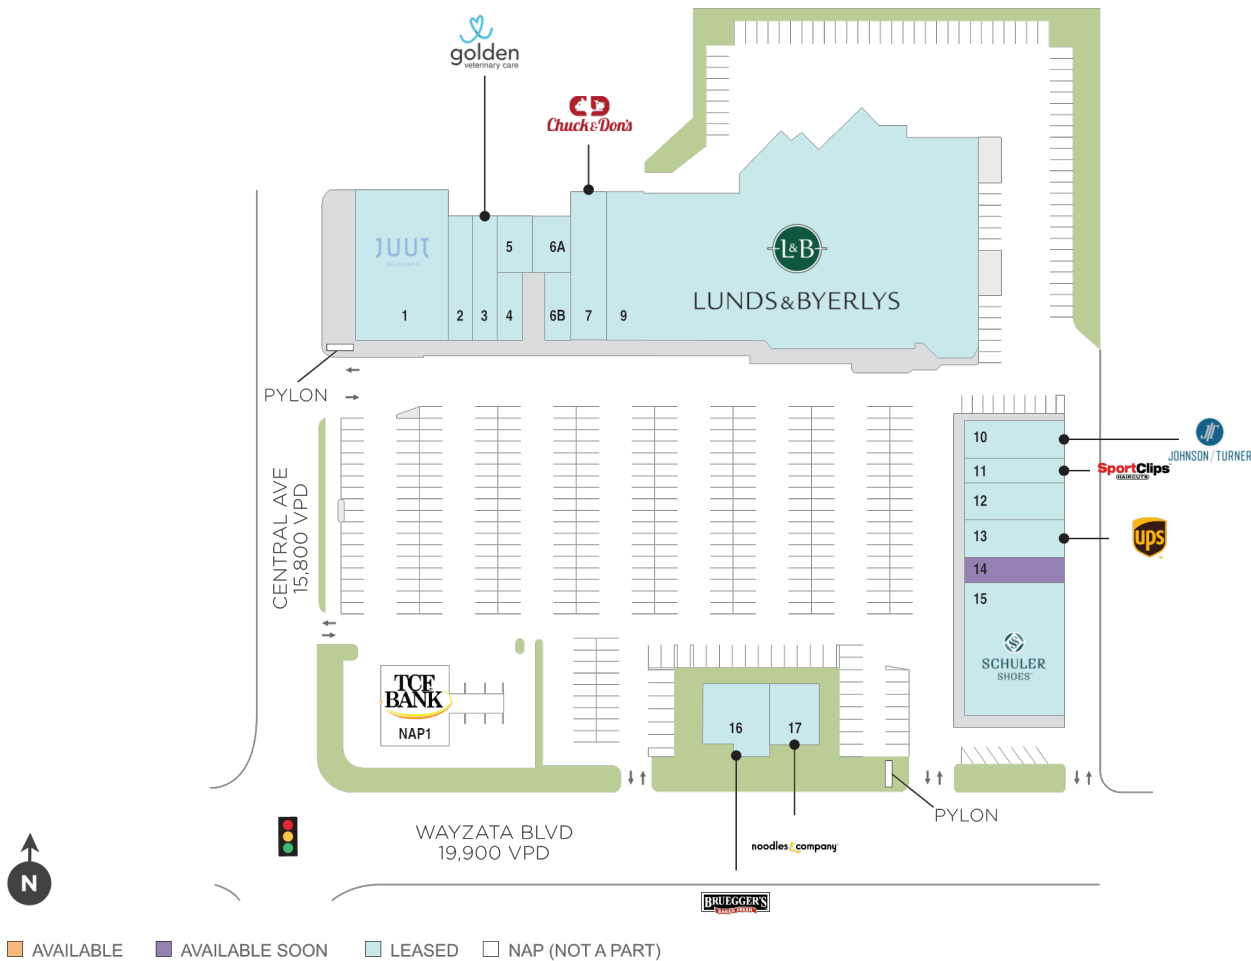 golden
veterinary care
Chuck & Don's
JUUT
SALONSPA
5
6A
L&B
LUNDS & BYERLYS
1
2
3
4
6B
7
9
PYLON
10
JOHNSON/TURNER
11
SportClips
HAIRCUTS
12
13
ups
14
15
SCHULER
SHOES
CENTRAL AVE
15,800 VPD
TCF
BANK
NAP1
16
17
PYLON
WAYZATA BLVD
19,900 VPD
noodles & company
BRUEGGER'S
BAKED FRESH
N
AVAILABLE
AVAILABLE SOON
LEASED
NAP (NOT A PART)